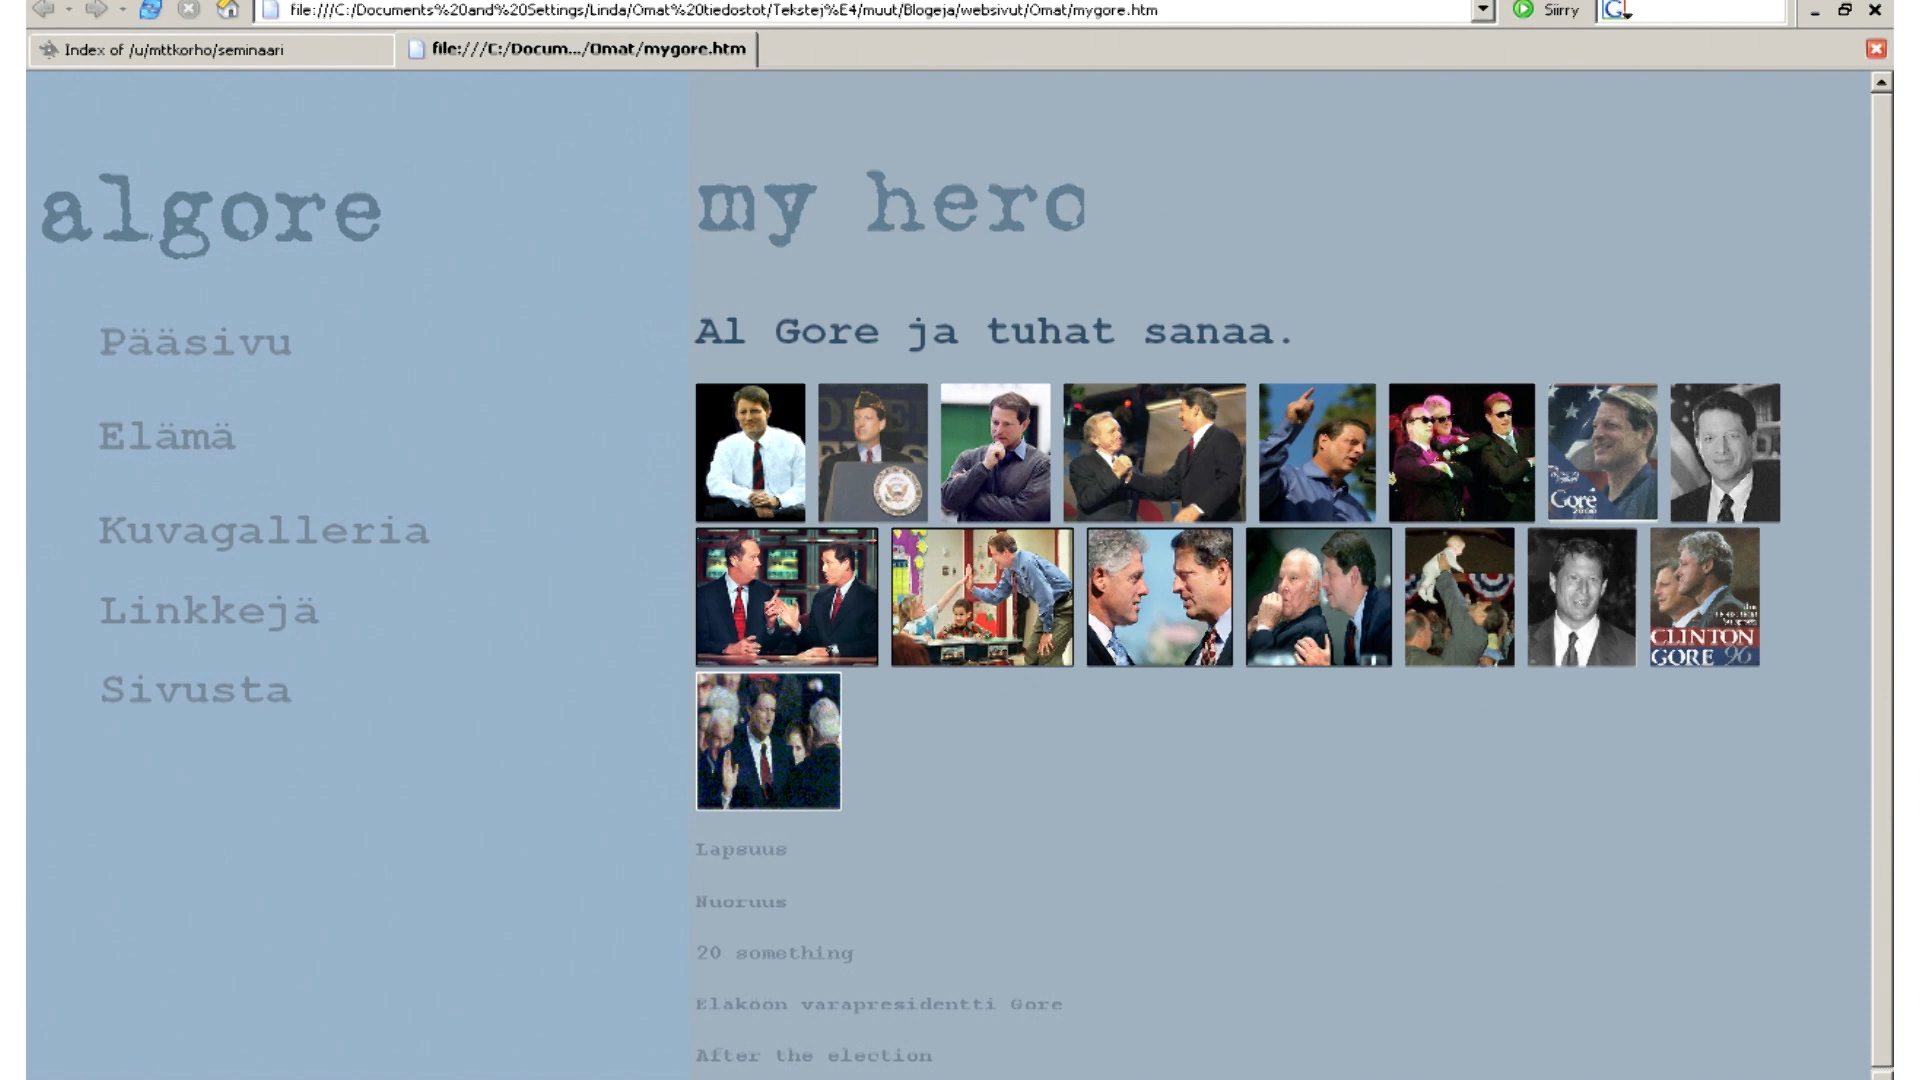 file:///C:/Documents%20and%20Settings/Linda/Omat%20tiedostot/Tekstej%E4/muut/Blogeja/websivut/Omat/mygore.htm
Siirry
Index of /u/mttkorho/seminaari
file:///C:/Docum.../Omat/mygore.htm
algore
my hero
Pääsivu
Elämä
Kuvagalleria
Linkkejä
Sivusta
Al Gore ja tuhat sanaa.
Gore
CLINTON
GORE 96
Lapsuus
Nuoruus
20 something
Elakoon varapresidentti Gore
After the election